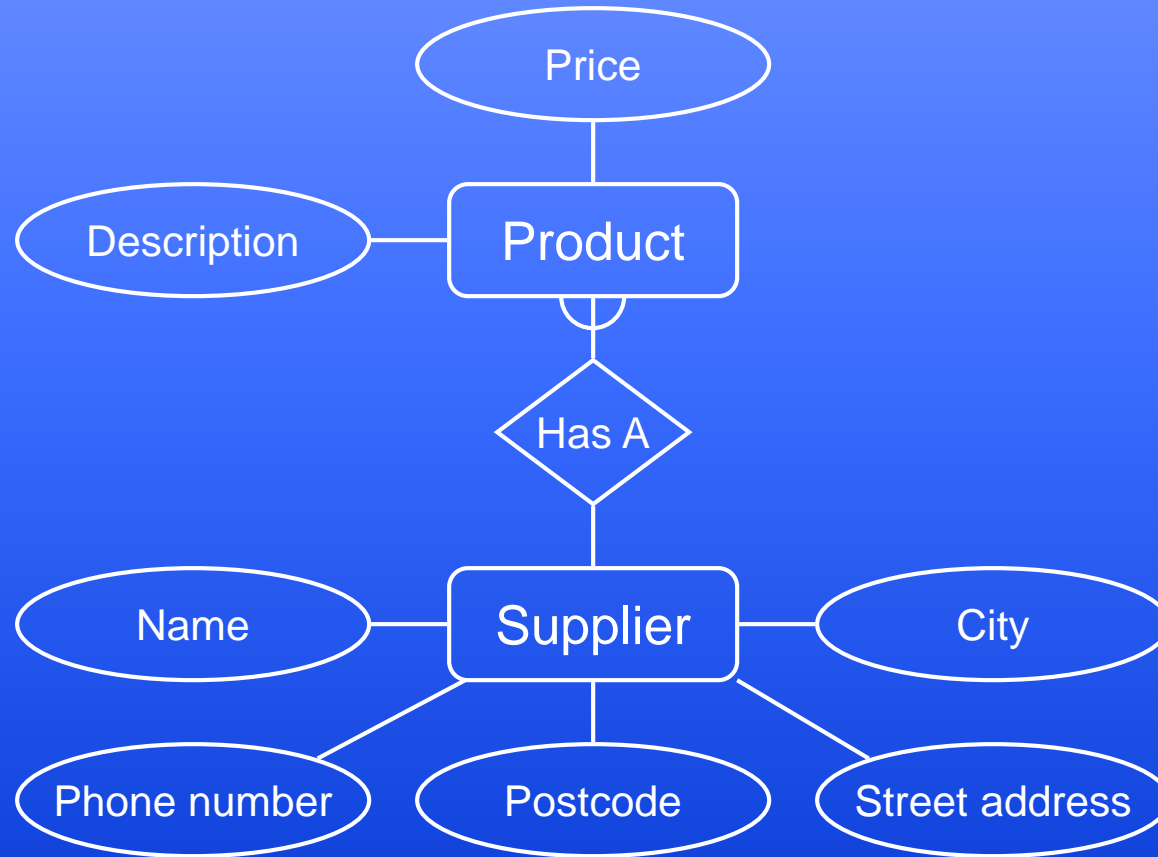 Price
Description
Product
Has A
Name
Supplier
City
Phone number
Postcode
Street address